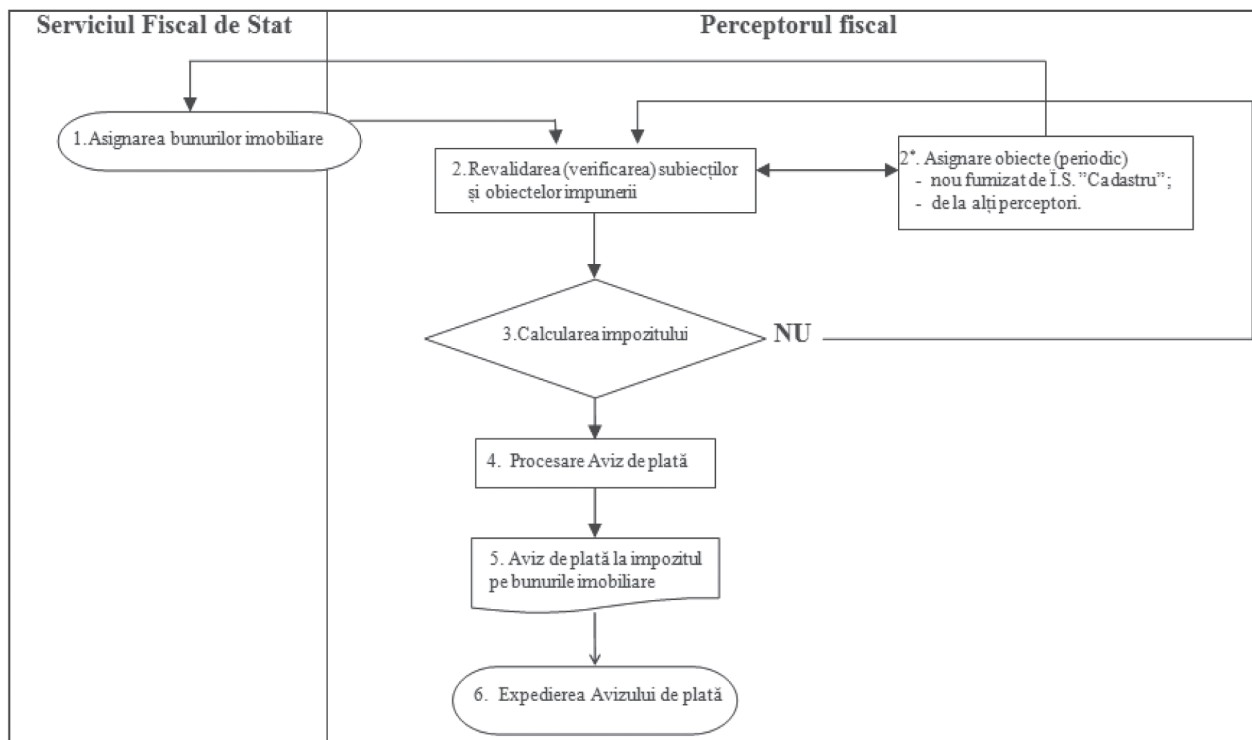 Serviciul Fiscal de Stat
Perceptorul fiscal
1.Asignarea bunurilor imobiliare
2.Revalidarea (verificarea) subiecților
și obiectelor impunerii
2*. Asignare obiecte (periodic)
- nou furnizat de Î.S. ”Cadastru”;
- de la alți perceptori.
3.Calcularea impozitului
NU
4. Procesare Aviz de plată
5. Aviz de plată la impozitul
pe bunurile imobiliare
6. Expedierea Avizului de plată